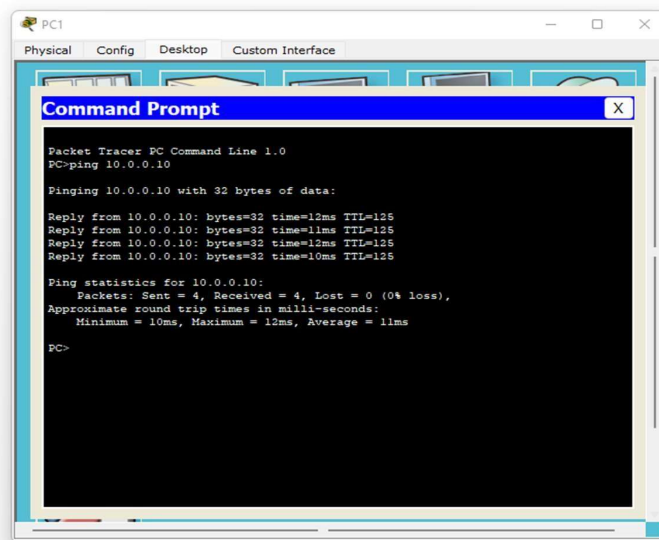 PC1
Physical Config Desktop Custom Interface
Command Prompt
X
Packet Tracer PC Command Line 1.0
PC>ping 10.0.0.10
Pinging 10.0.0.10 with 32 bytes of data:
Reply from 10.0.0.10: bytes=32 time=12ms TTL=125
Reply from 10.0.0.10: bytes=32 time=11ms TTL=125
Reply from 10.0.0.10: bytes=32 time=12ms TTL=125
Reply from 10.0.0.10: bytes=32 time=10ms TTL=125
Ping statistics for 10.0.0.10:
Packets: Sent = 4, Received = 4, Lost = 0 (0% loss),
Approximate round trip times in milli-seconds:
Minimum = 10ms, Maximum = 12ms, Average = 11ms
PC>